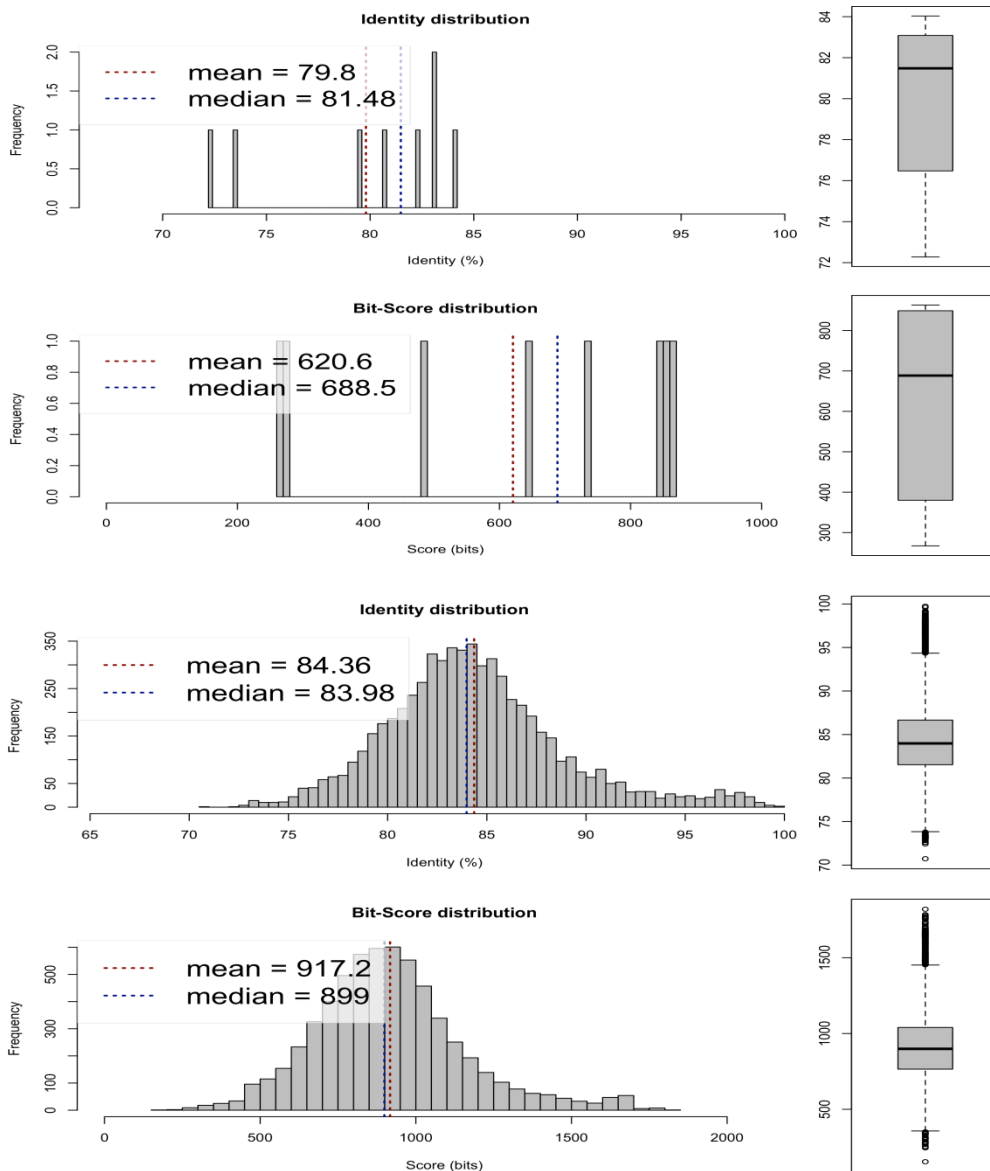 Identity distribution
mean = 79.8
median = 81.48
Frequency
0.0 0.5 1.0 1.5 2.0
70 75 80 85 90 95 100
Identity (%)
72 74 76 78 80 82 84
Bit-Score distribution
mean = 620.6
median = 688.5
Frequency
0.0 0.2 0.4 0.6 0.8 1.0
0 200 400 600 800 1000
Score (bits)
300 400 500 600 700 800
Identity distribution
mean = 84.36
median = 83.98
Frequency
0 50 150 250 350
65 70 75 80 85 90 95 100
Identity (%)
70 75 80 85 90 95 100
Bit-Score distribution
mean = 917.2
median = 899
Frequency
0 100 300 500
0 500 1000 1500 2000
Score (bits)
500 1000 1500